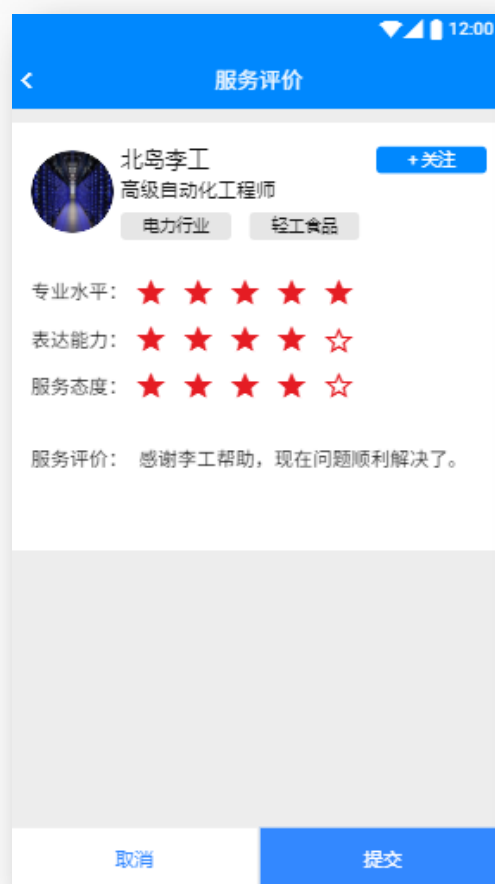 12:00
服务评价
北岛李工
+关注
高级自动化工程师
电力行业 轻工食品
专业水平：
表达能力：
服务态度：
服务评价： 感谢李工帮助，现在问题顺利解决了。
取消 提交